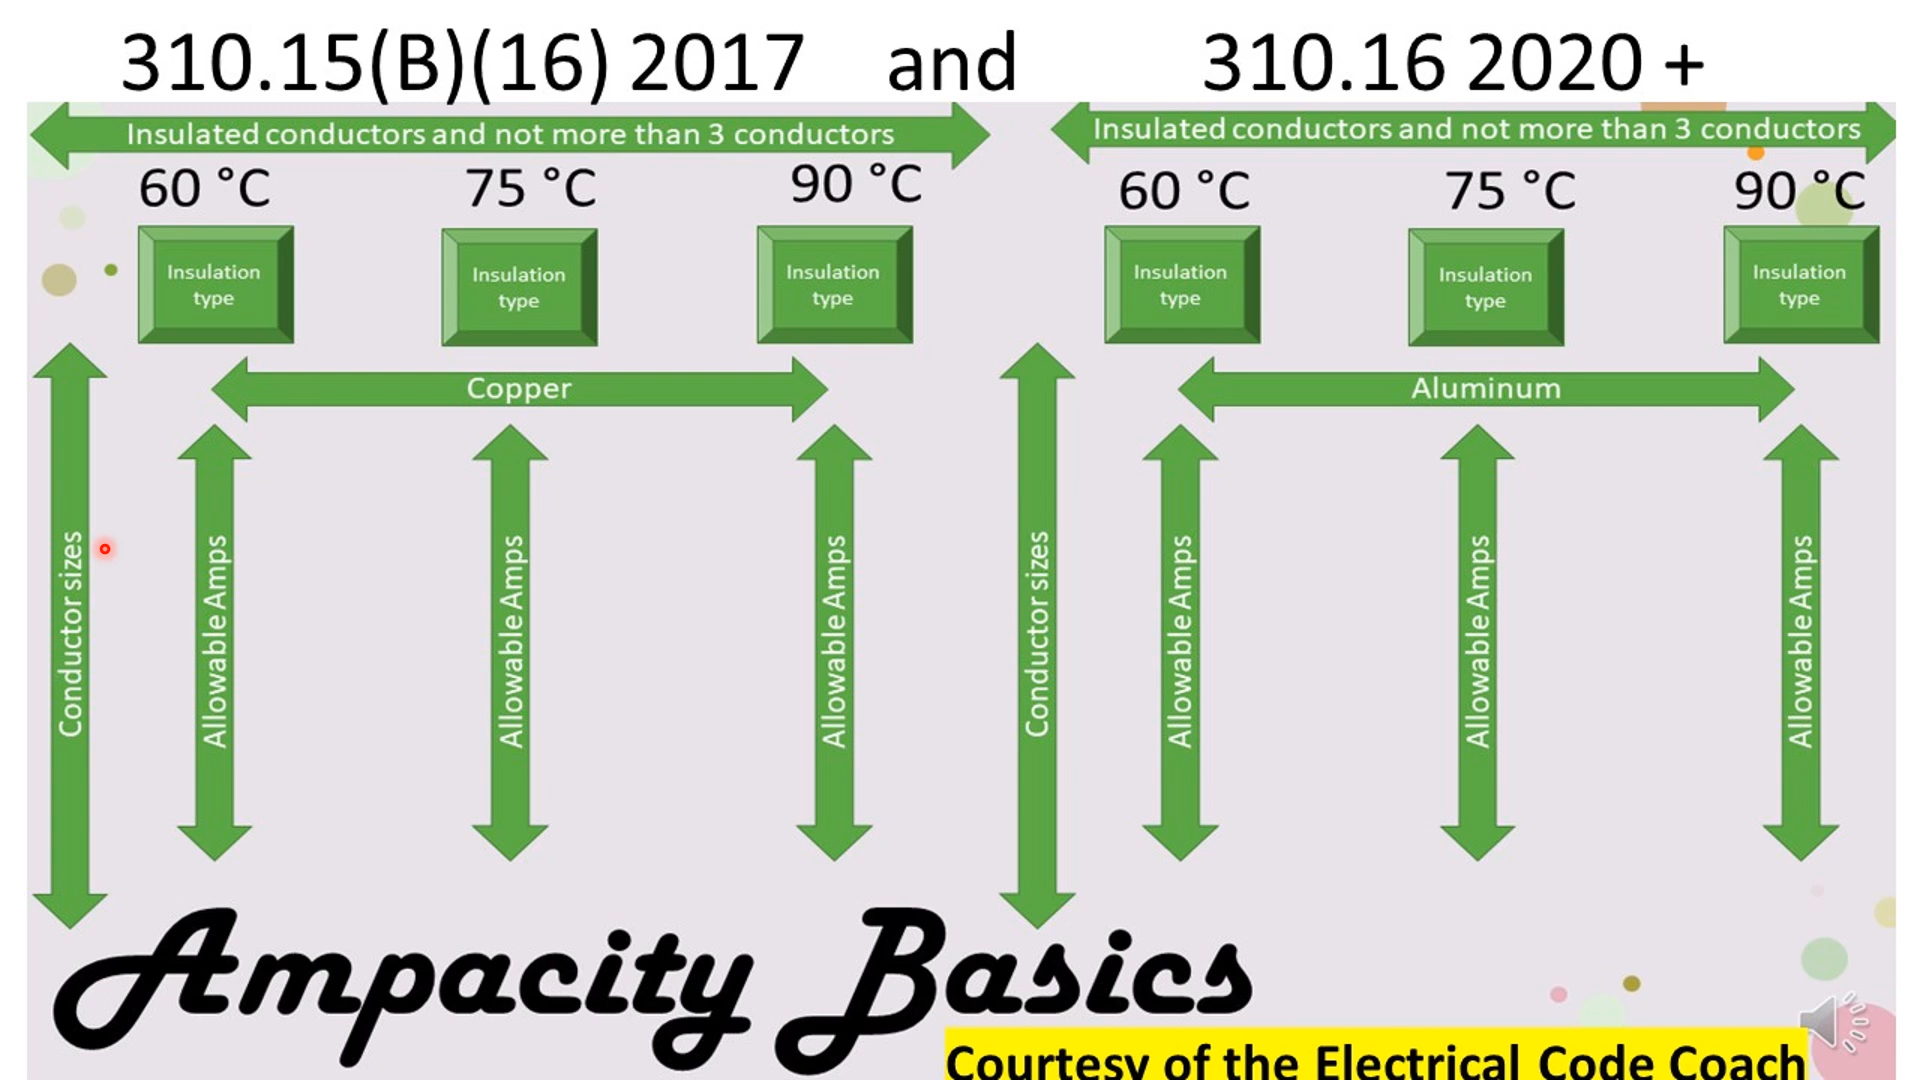 310.15(B)(16) 2017 and 310.16 2020 +
Insulated conductors and not more than 3 conductors
Insulated conductors and not more than 3 conductors
60 °C 75 °C 90 °C 60 °C 75 °C 90 °C
Insulation
type
Insulation
type
Insulation
type
Insulation
type
Insulation
type
Insulation
type
Copper
Aluminum
Conductor sizes
Allowable Amps
Allowable Amps
Allowable Amps
Conductor sizes
Allowable Amps
Allowable Amps
Allowable Amps
Ampacity Basics
Courtesy of the Electrical Code Coach